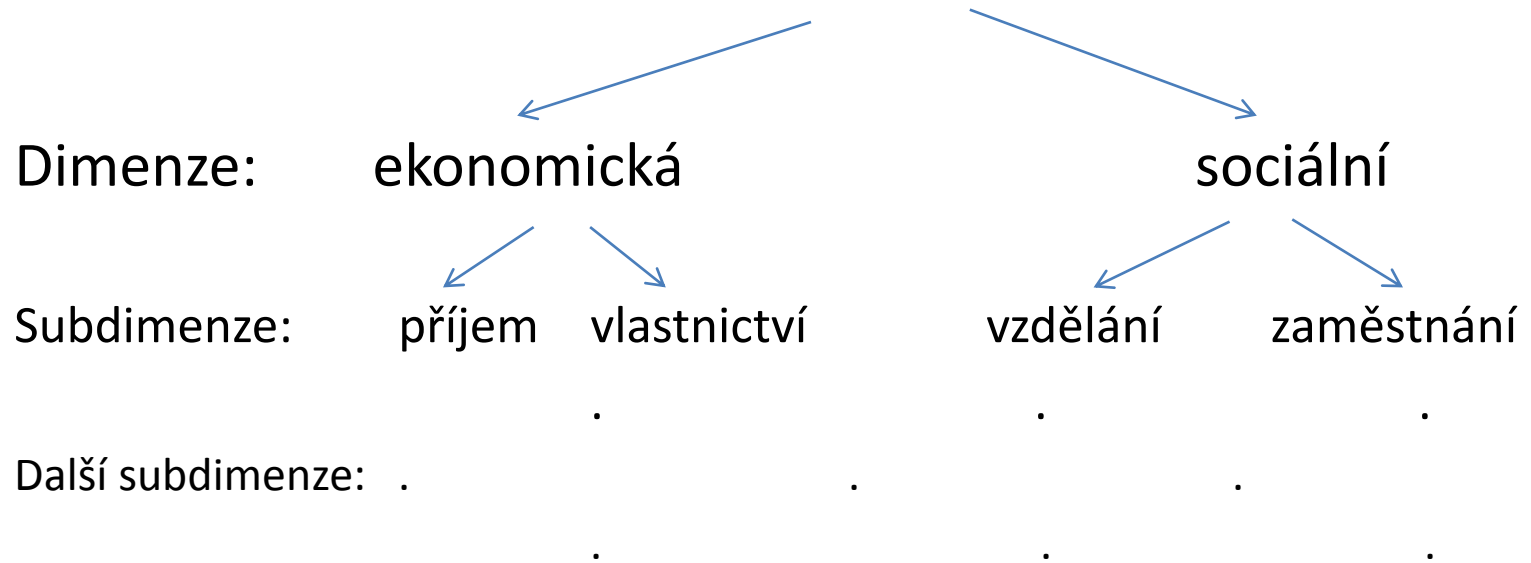 Dimenze: ekonomická sociální
Subdimenze: příjem vlastnictví vzdělání zaměstnání
. . .
Další subdimenze: . . .
. . .